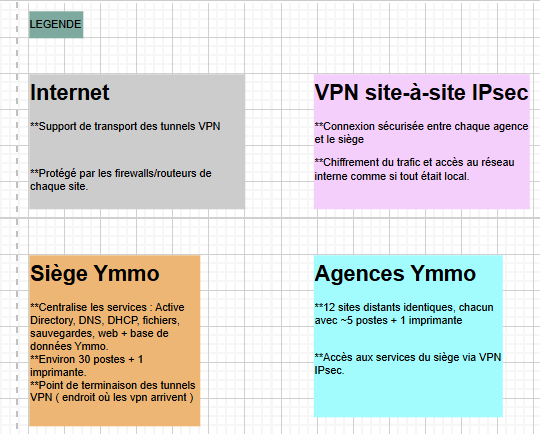 LEGENDE
Internet
**Support de transport des tunnels VPN
**Protégé par les firewalls/routeurs de
chaque site.
VPN site-à-site IPsec
**Connexion sécurisée entre chaque agence
et le siège
**Chiffrement du trafic et accès au réseau
interne comme si tout était local.
Siège Ymmo
**Centralise les services : Active
Directory, DNS, DHCP, fichiers,
sauvegardes, web + base de
données Ymmo.
**Environ 30 postes + 1
imprimante.
**Point de terminaison des tunnels
VPN ( endroit où les vpn arrivent )
Agences Ymmo
**12 sites distants identiques, chacun
avec ~5 postes + 1 imprimante
**Accès aux services du siège via VPN
IPsec.